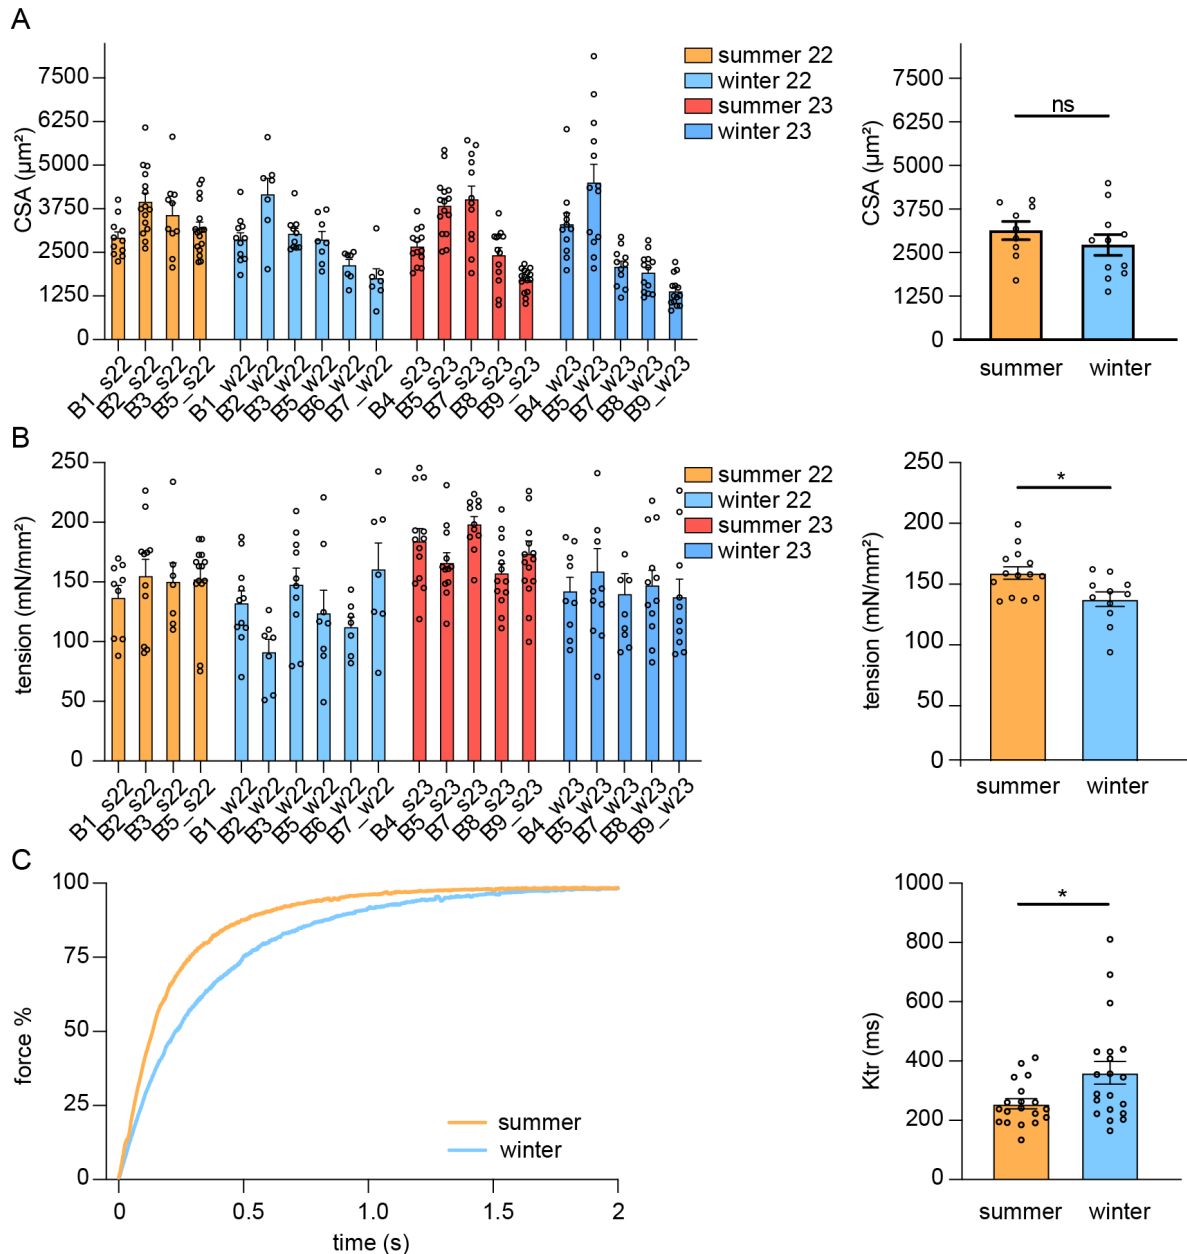 A
CSA (µm²)
7500
6250
5000
3750
2500
1250
0
B1_s22
B2_s22
B3_s22
B5_s22
B1_w22
B2_w22
B3_w22
B5_w22
B6_w22
B7_w22
B4_s23
B5_s23
B7_s23
B8_s23
B9_s23
B4_w23
B5_w23
B7_w23
B8_w23
B9_w23
summer 22
winter 22
summer 23
winter 23
CSA (µm²)
7500
6250
5000
3750
2500
1250
0
ns
summer
winter
B
tension (mN/mm²)
250
200
150
100
50
0
B1_s22
B2_s22
B3_s22
B5_s22
B1_w22
B2_w22
B3_w22
B5_w22
B6_w22
B7_w22
B4_s23
B5_s23
B7_s23
B8_s23
B9_s23
B4_w23
B5_w23
B7_w23
B8_w23
B9_w23
summer 22
winter 22
summer 23
winter 23
tension (mN/mm²)
250
200
150
100
50
0
*
summer
winter
C
force %
100
75
50
25
0
0
0.5
1.0
1.5
2
time (s)
summer
winter
Ktr (ms)
1000
800
600
400
200
0
*
summer
winter